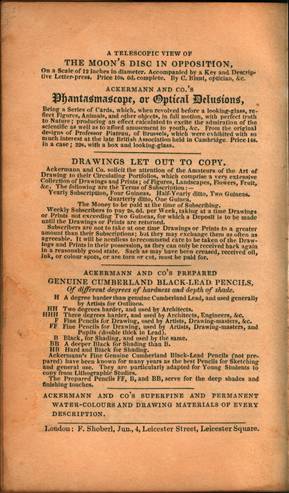 A TELESCOPIC VIEW OF
THE MOON'S DISC IN OPPOSITION,
On a Scale of 12 inches in diameter. Accompanied by a Key and Descrip-
tive Letter-press. Price 10s. 6d. complete. By C. Blunt, optician, &c.
ACKERMANN AND CO.'S
Phantasmascope, or Optical Delusions,
Being a Series of Cards, which, when revolved before a looking-glass, re-
flect Figures, Animals, and other objects, in full motion, with perfect truth
to Nature; producing an effect calculated to excite the admiration of the
scientific as well as to afford amusement to youth, &c. From the original
designs of Professor Plateau, of Brussels, which were exhibited with so
much interest at the late British Association held in Cambridge. Price 14s.
in a case; 22s. with a box and looking-glass.
DRAWINGS LET OUT TO COPY.
Ackermann and Co. solicit the attention of the Amateurs of the Art of
Drawing to their Circulating Portfolios, which comprise a very extensive
Collection of Drawings and Prints; of Figures, Landscapes, Flowers, Fruit,
&c. The following are the Terms of Subscription:—
Yearly Subscription, Four Guineas. Half-Yearly ditto, Two Guineas.
Quarterly ditto, One Guinea.
The Money to be paid at the time of Subscribing.
Weekly Subscribers to pay 2s. 6d. per Week, taking at a time Drawings
or Prints not exceeding Two Guineas, for which a Deposit is to be made
until the Drawings or Prints are returned.
Subscribers are not to take at one time Drawings or Prints to a greater
amount than their Subscriptions; but they may exchange them as often as
agreeable. It will be needless to recommend care to be taken of the Draw-
ings and Prints in their possession, as they can only be received back again
in a reasonably good state. Such as have been creased, received oil,
Ink, or colour spots, or are torn or cut, must be paid for.
ACKERMANN AND CO'S PREPARED
GENUINE CUMBERLAND BLACK-LEAD PENCILS,
Of different degrees of hardness and depth of shade.
H A degree harder than genuine Cumberland Lead, and used generally
by Artists for Outlines.
HH Two degrees harder, and used by Architects.
HHH Three degrees harder, and used by Architects, Engineers, &c.
F Fine Pencils for Drawing, used by Artists, Drawing-masters, &c.
FF Fine Pencils for Drawing, used by Artists, Drawing-masters, and
Pupils (double thick in Lead).
B Black, for Shading, and used by the same.
BB A deeper Black for Shading than B.
HB Hard and Black for Shading.
Ackermann's Fine Genuine Cumberland Black-Lead Pencils (not pre-
pared) have been known for many years as the best Pencils for Sketching
and general use. They are particularly adapted for Young Students to
copy from Lithographic Studies.
The Prepared Pencils FF, B, and BB, serve for the deep shades and
finishing touches.
ACKERMANN AND CO'S SUPERFINE AND PERMANENT
WATER-COLOURS AND DRAWING MATERIALS OF EVERY
DESCRIPTION.
London: F. Shoberl, Jun., 4, Leicester Street, Leicester Square.